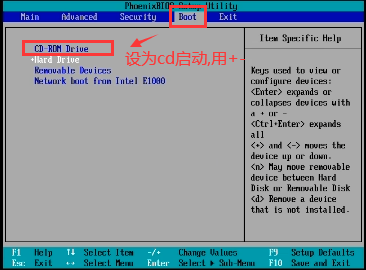 PhoenixBIOS Setup Utility
Main Advanced Security Boot Exit
CD-ROM Drive
+Hard Drive
Removable Devices
Network boot from Intel E1000
设为cd启动,用+-
Item Specific Help
Keys used to view or
configure devices:
<Enter> expands or
collapses devices with
a + or -
<Ctrl+Enter> expands
all
<+> and <-> moves the
device up or down.
<n> May move removable
device between Hard
Disk or Removable Disk
<d> Remove a device
that is not installed.
F1 Help ↑↓ Select Item -/+ Change Values F9 Setup Defaults
Esc Exit ↔ Select Menu Enter Select ▶ Sub-Menu F10 Save and Exit